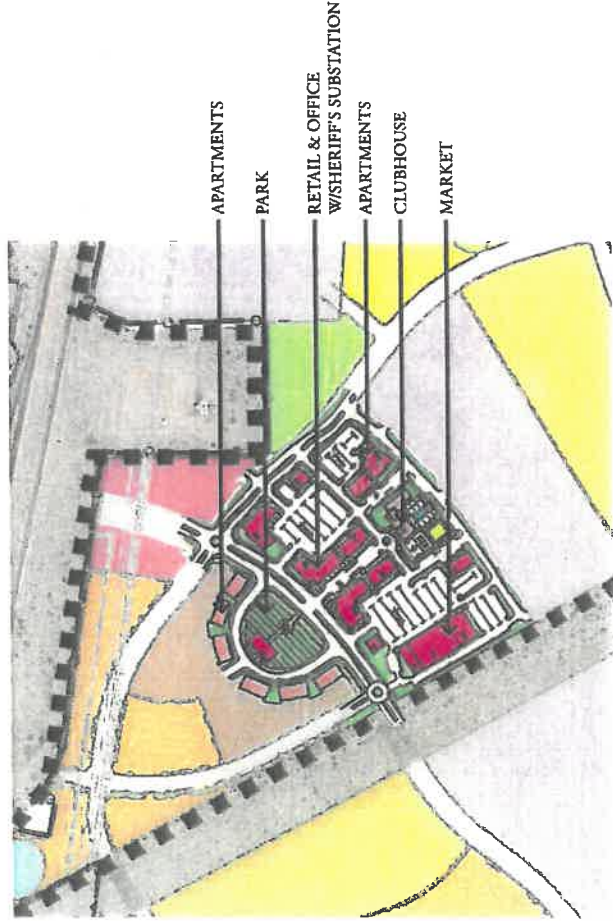 APARTMENTS
PARK
RETAIL & OFFICE
W/SHERIFF'S SUBSTATION
APARTMENTS
CLUBHOUSE
MARKET